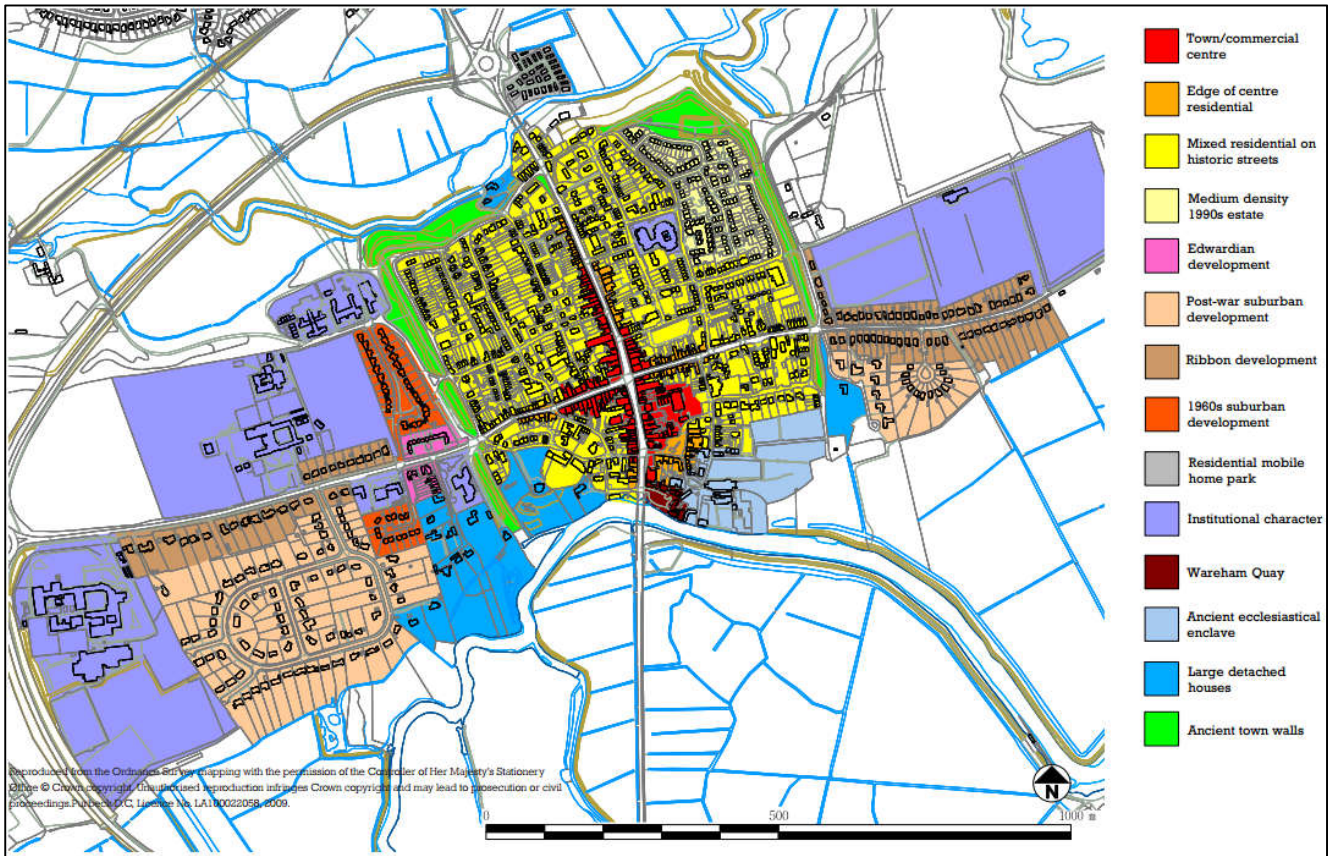 Town/commercial
centre
Edge of centre
residential
Mixed residential on
historic streets
Medium density
1990s estate
Edwardian
development
Post-war suburban
development
Ribbon development
1960s suburban
development
Residential mobile
home park
Institutional character
Wareham Quay
Ancient ecclesiastical
enclave
Large detached
houses
Ancient town walls
N
Reproduced from the Ordnance Survey mapping with the permission of the Controller of Her Majesty's Stationery
Office © Crown copyright. Unauthorised reproduction infringes Crown copyright and may lead to prosecution or civil
proceedings.Purbeck D.C, Licence No. LA100022058, 2009.
0 500 1000 m